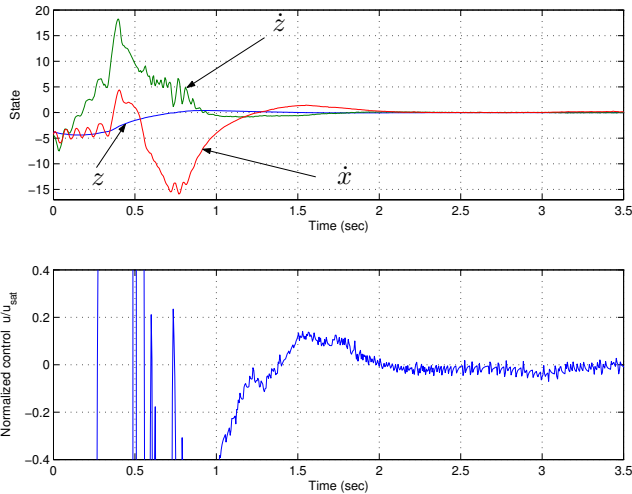 20
15
10
5
0
−5
−10
−15
State
ż
z
ẋ
0 0.5 1 1.5 2 2.5 3 3.5
Time (sec)
0.4
0.2
0
−0.2
−0.4
Normalized control u/u_sat
0 0.5 1 1.5 2 2.5 3 3.5
Time (sec)